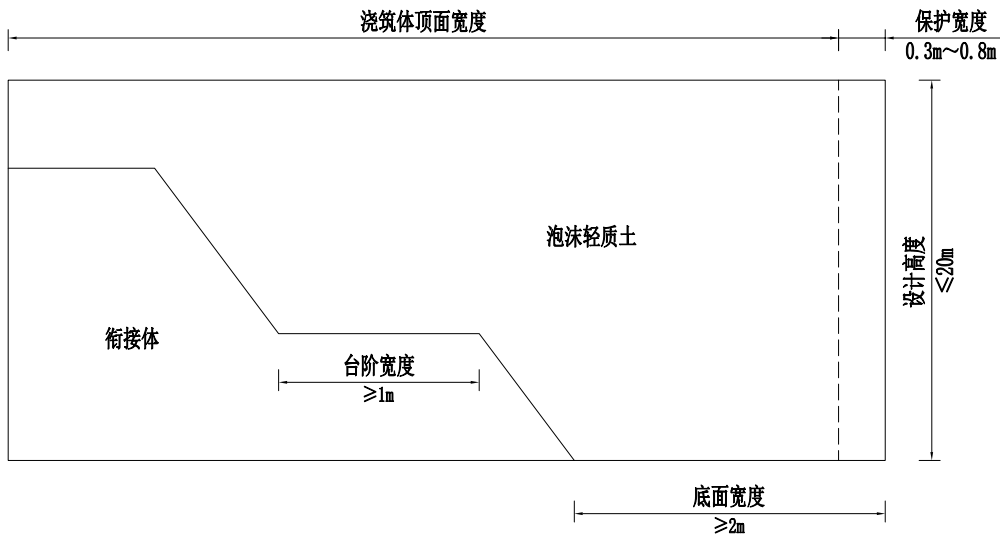 浇筑体顶面宽度
保护宽度
0.3m～0.8m
泡沫轻质土
设计高度
≤20m
衔接体
台阶宽度
≥1m
底面宽度
≥2m